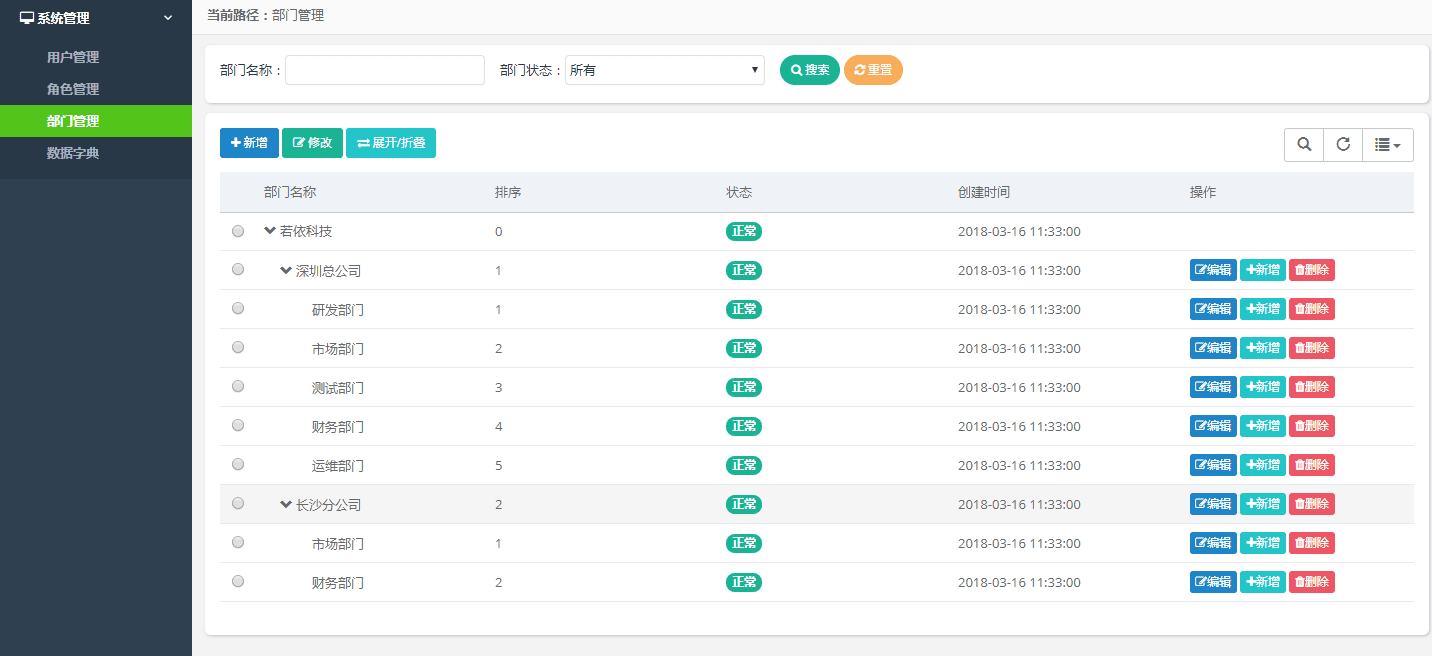 系统管理
用户管理
角色管理
部门管理
数据字典
当前路径：部门管理
部门名称： 部门状态： 所有 搜索 重置
新增 修改 展开/折叠
部门名称 排序 状态 创建时间 操作
若依科技 0 正常 2018-03-16 11:33:00
深圳总公司 1 正常 2018-03-16 11:33:00 编辑 新增 删除
研发部门 1 正常 2018-03-16 11:33:00 编辑 新增 删除
市场部门 2 正常 2018-03-16 11:33:00 编辑 新增 删除
测试部门 3 正常 2018-03-16 11:33:00 编辑 新增 删除
财务部门 4 正常 2018-03-16 11:33:00 编辑 新增 删除
运维部门 5 正常 2018-03-16 11:33:00 编辑 新增 删除
长沙分公司 2 正常 2018-03-16 11:33:00 编辑 新增 删除
市场部门 1 正常 2018-03-16 11:33:00 编辑 新增 删除
财务部门 2 正常 2018-03-16 11:33:00 编辑 新增 删除